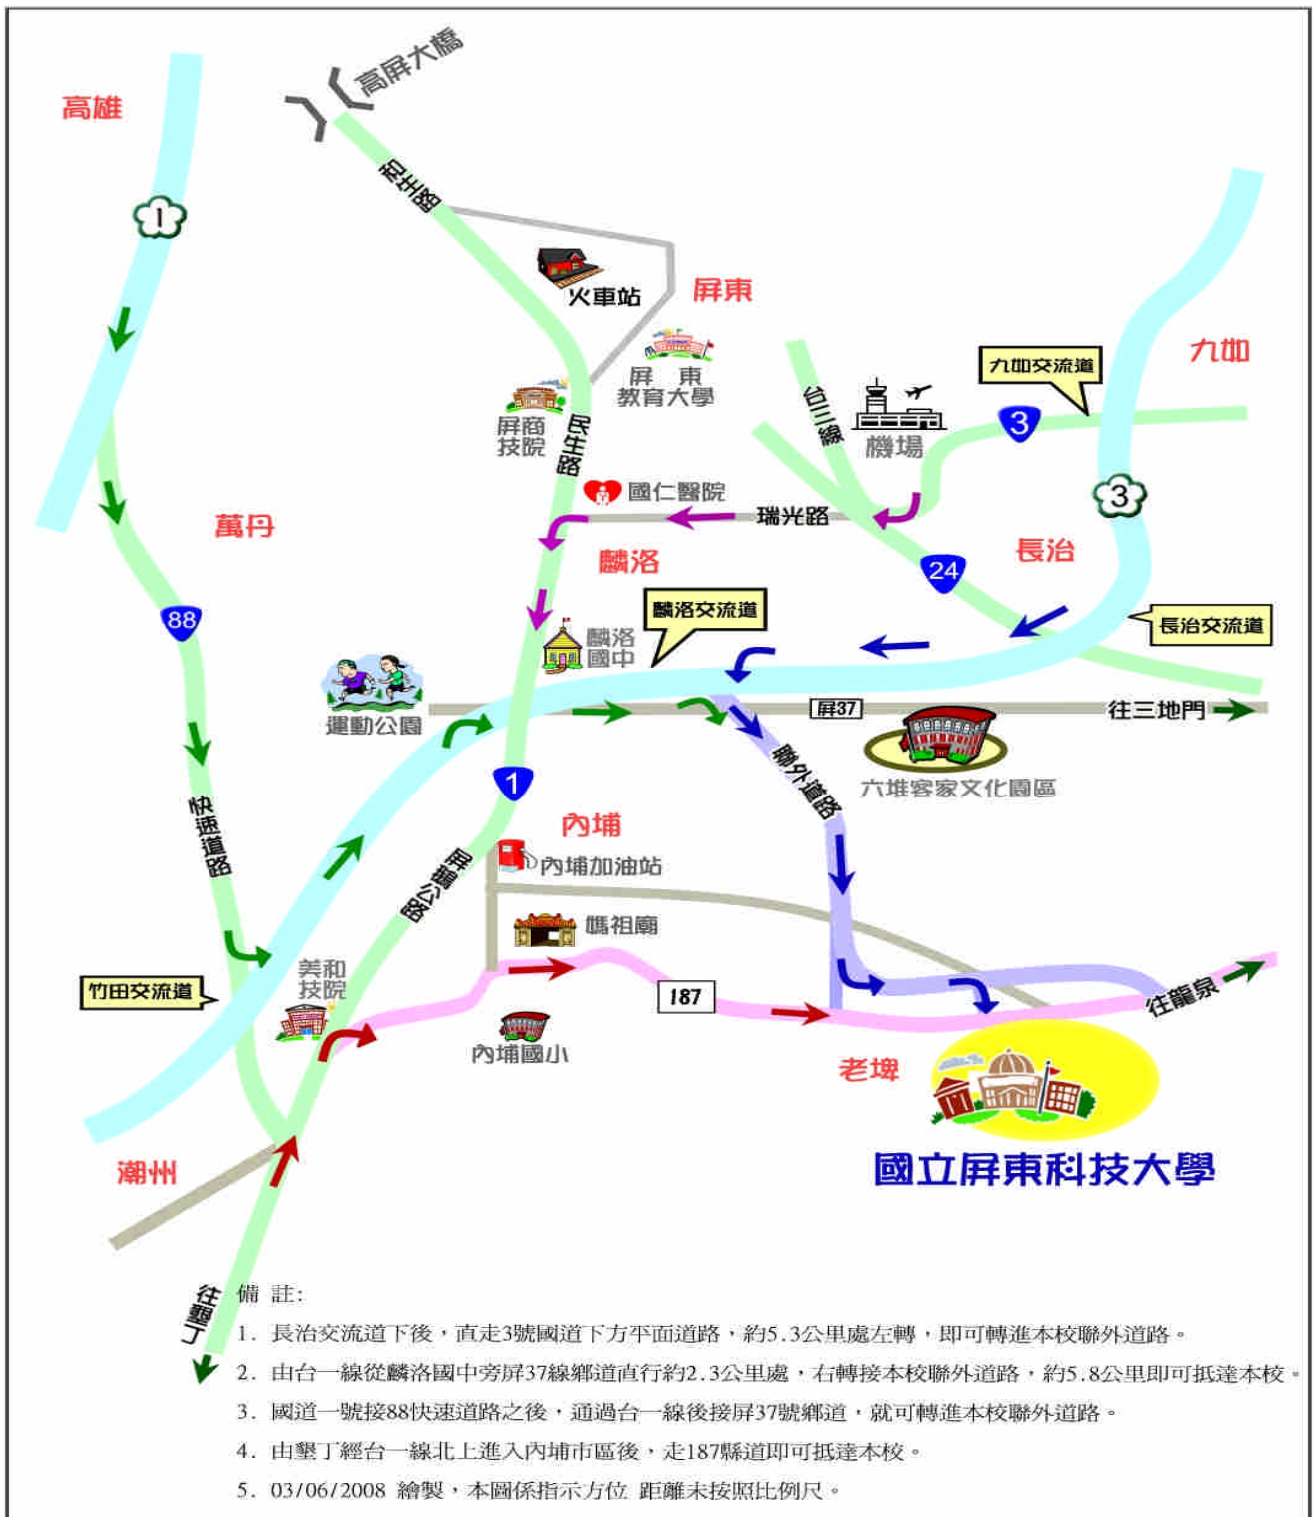 高屏大橋
高雄
1
和生路
火車站
屏東
九如
九如交流道
屏東
教育大學
屏商
技院
民生路
台三線
機場
3
3
國仁醫院
瑞光路
萬丹
麟洛
長治
24
88
麟洛交流道
長治交流道
麟洛
國中
運動公園
屏37
往三地門
六堆客家文化園區
聯外道路
1
快速道路
內埔
屏鵝公路
內埔加油站
媽祖廟
美和
技院
竹田交流道
187
往龍泉
內埔國小
老埤
潮州
國立屏東科技大學
往墾丁
備 註:
1. 長治交流道下後，直走3號國道下方平面道路，約5.3公里處左轉，即可轉進本校聯外道路。
2. 由台一線從麟洛國中旁屏37線鄉道直行約2.3公里處，右轉接本校聯外道路，約5.8公里即可抵達本校。
3. 國道一號接88快速道路之後，通過台一線後接屏37號鄉道，就可轉進本校聯外道路。
4. 由墾丁經台一線北上進入內埔市區後，走187縣道即可抵達本校。
5. 03/06/2008 繪製，本圖係指示方位 距離未按照比例尺。